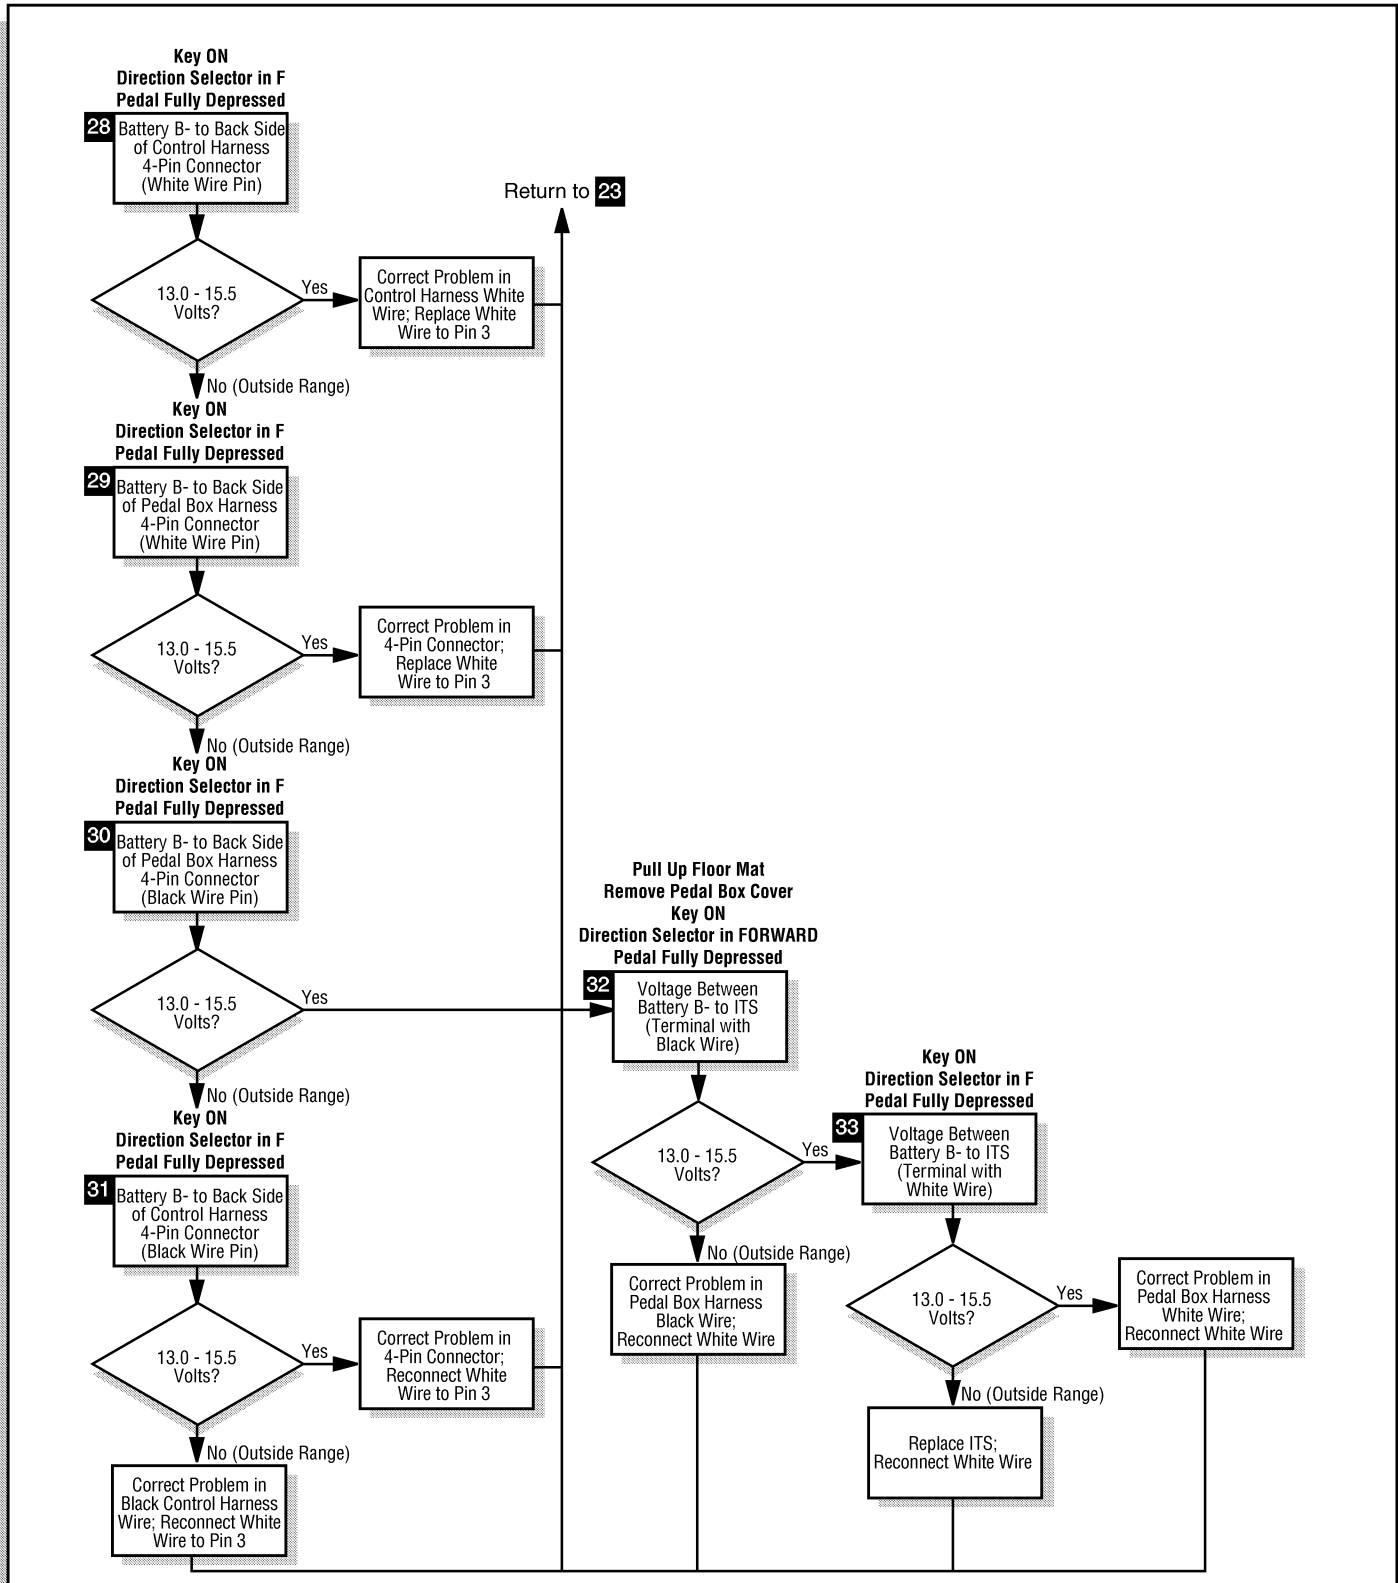 Key ON
Direction Selector in F
Pedal Fully Depressed
28
Battery B- to Back Side
of Control Harness
4-Pin Connector
(White Wire Pin)
Return to 23
13.0 - 15.5
Volts?
Yes
Correct Problem in
Control Harness White
Wire; Replace White
Wire to Pin 3
No (Outside Range)
Key ON
Direction Selector in F
Pedal Fully Depressed
29
Battery B- to Back Side
of Pedal Box Harness
4-Pin Connector
(White Wire Pin)
13.0 - 15.5
Volts?
Yes
Correct Problem in
4-Pin Connector;
Replace White
Wire to Pin 3
No (Outside Range)
Key ON
Direction Selector in F
Pedal Fully Depressed
30
Battery B- to Back Side
of Pedal Box Harness
4-Pin Connector
(Black Wire Pin)
13.0 - 15.5
Volts?
Yes
No (Outside Range)
Pull Up Floor Mat
Remove Pedal Box Cover
Key ON
Direction Selector in FORWARD
Pedal Fully Depressed
32
Voltage Between
Battery B- to ITS
(Terminal with
Black Wire)
13.0 - 15.5
Volts?
Yes
No (Outside Range)
Correct Problem in
Pedal Box Harness
Black Wire;
Reconnect White Wire
Key ON
Direction Selector in F
Pedal Fully Depressed
33
Voltage Between
Battery B- to ITS
(Terminal with
White Wire)
13.0 - 15.5
Volts?
Yes
Correct Problem in
Pedal Box Harness
White Wire;
Reconnect White Wire
No (Outside Range)
Replace ITS;
Reconnect White Wire
Key ON
Direction Selector in F
Pedal Fully Depressed
31
Battery B- to Back Side
of Control Harness
4-Pin Connector
(Black Wire Pin)
13.0 - 15.5
Volts?
Yes
Correct Problem in
4-Pin Connector;
Reconnect White
Wire to Pin 3
No (Outside Range)
Correct Problem in
Black Control Harness
Wire; Reconnect White
Wire to Pin 3